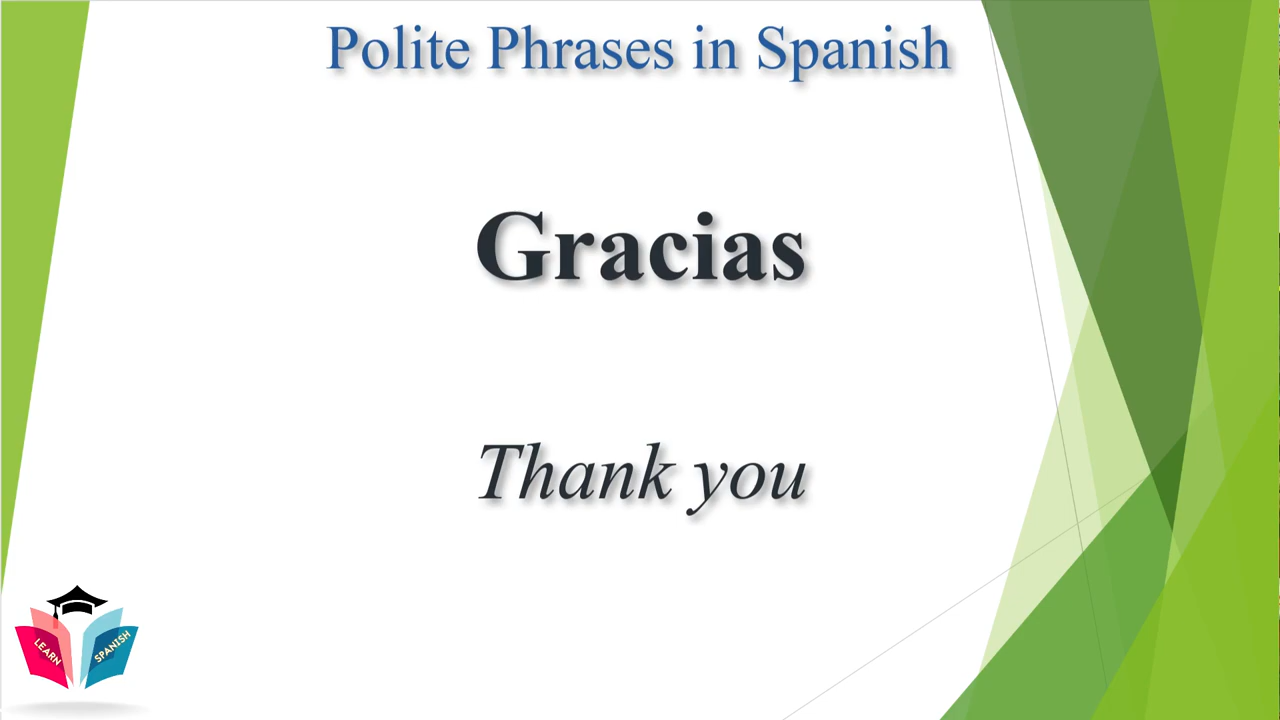 Polite Phrases in Spanish
Gracias
Thank you
LEARN
SPANISH